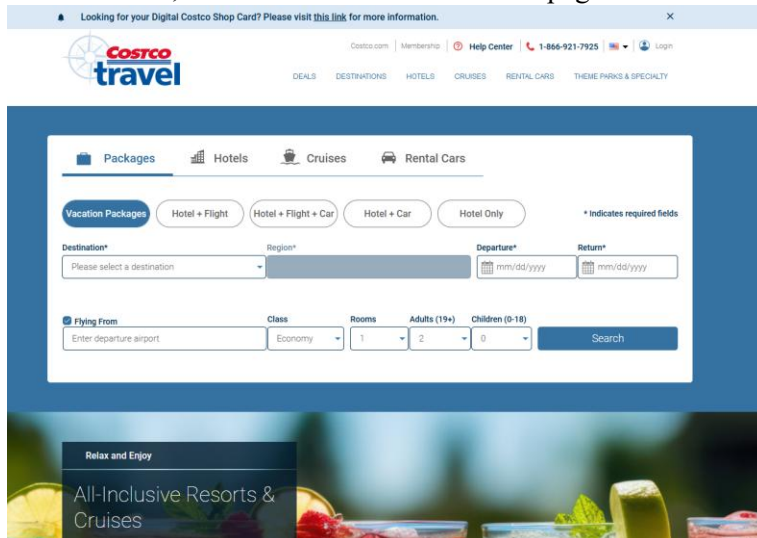 page
Looking for your Digital Costco Shop Card? Please visit this link for more information. ×
Costco.com Membership Help Center 1-866-921-7925 Login
COSTCO
travel
DEALS DESTINATIONS HOTELS CRUISES RENTAL CARS THEME PARKS & SPECIALTY
Packages Hotels Cruises Rental Cars
Vacation Packages Hotel + Flight Hotel + Flight + Car Hotel + Car Hotel Only * Indicates required fields
Destination* Region* Departure* Return*
Please select a destination mm/dd/yyyy mm/dd/yyyy
Flying From Class Rooms Adults (19+) Children (0-18)
Enter departure airport Economy 1 2 0 Search
Relax and Enjoy
All-Inclusive Resorts &
Cruises